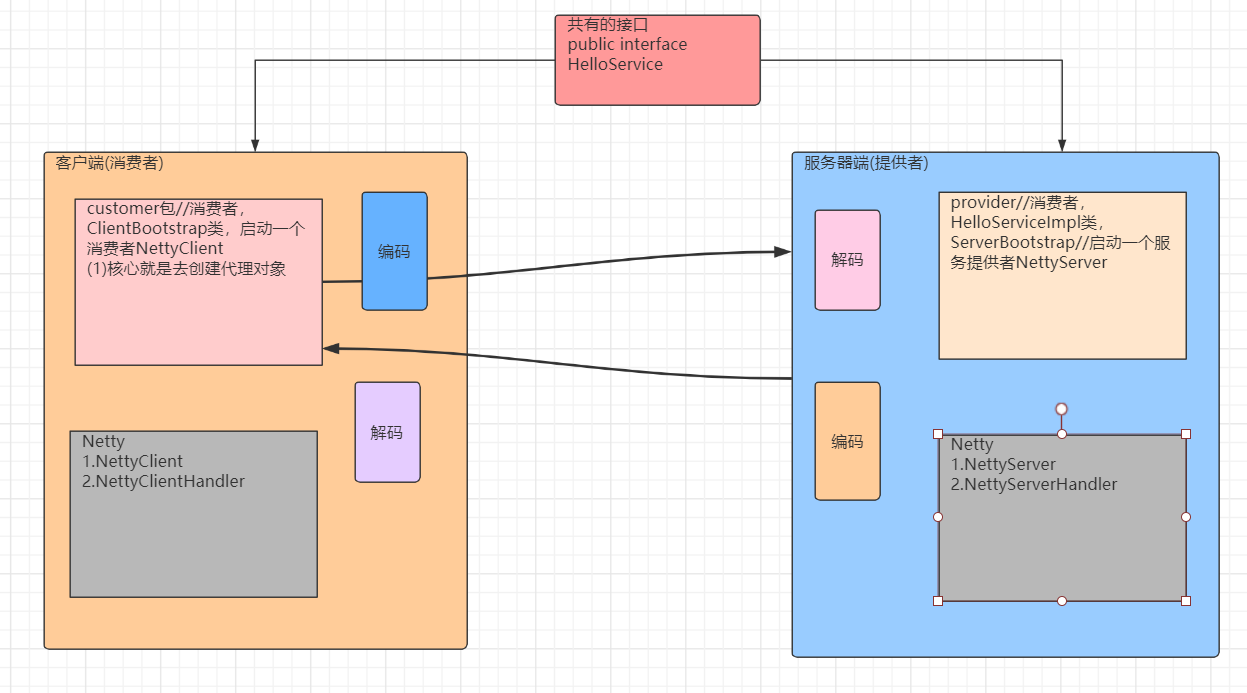 共有的接口
public interface
HelloService
客户端(消费者)
customer包//消费者,
ClientBootstrap类，启动一个
消费者NettyClient
(1)核心就是去创建代理对象
编码
解码
Netty
1.NettyClient
2.NettyClientHandler
服务器端(提供者)
解码
provider//消费者,
HelloServiceImpl类,
ServerBootstrap//启动一个服
务提供者NettyServer
编码
Netty
1.NettyServer
2.NettyServerHandler